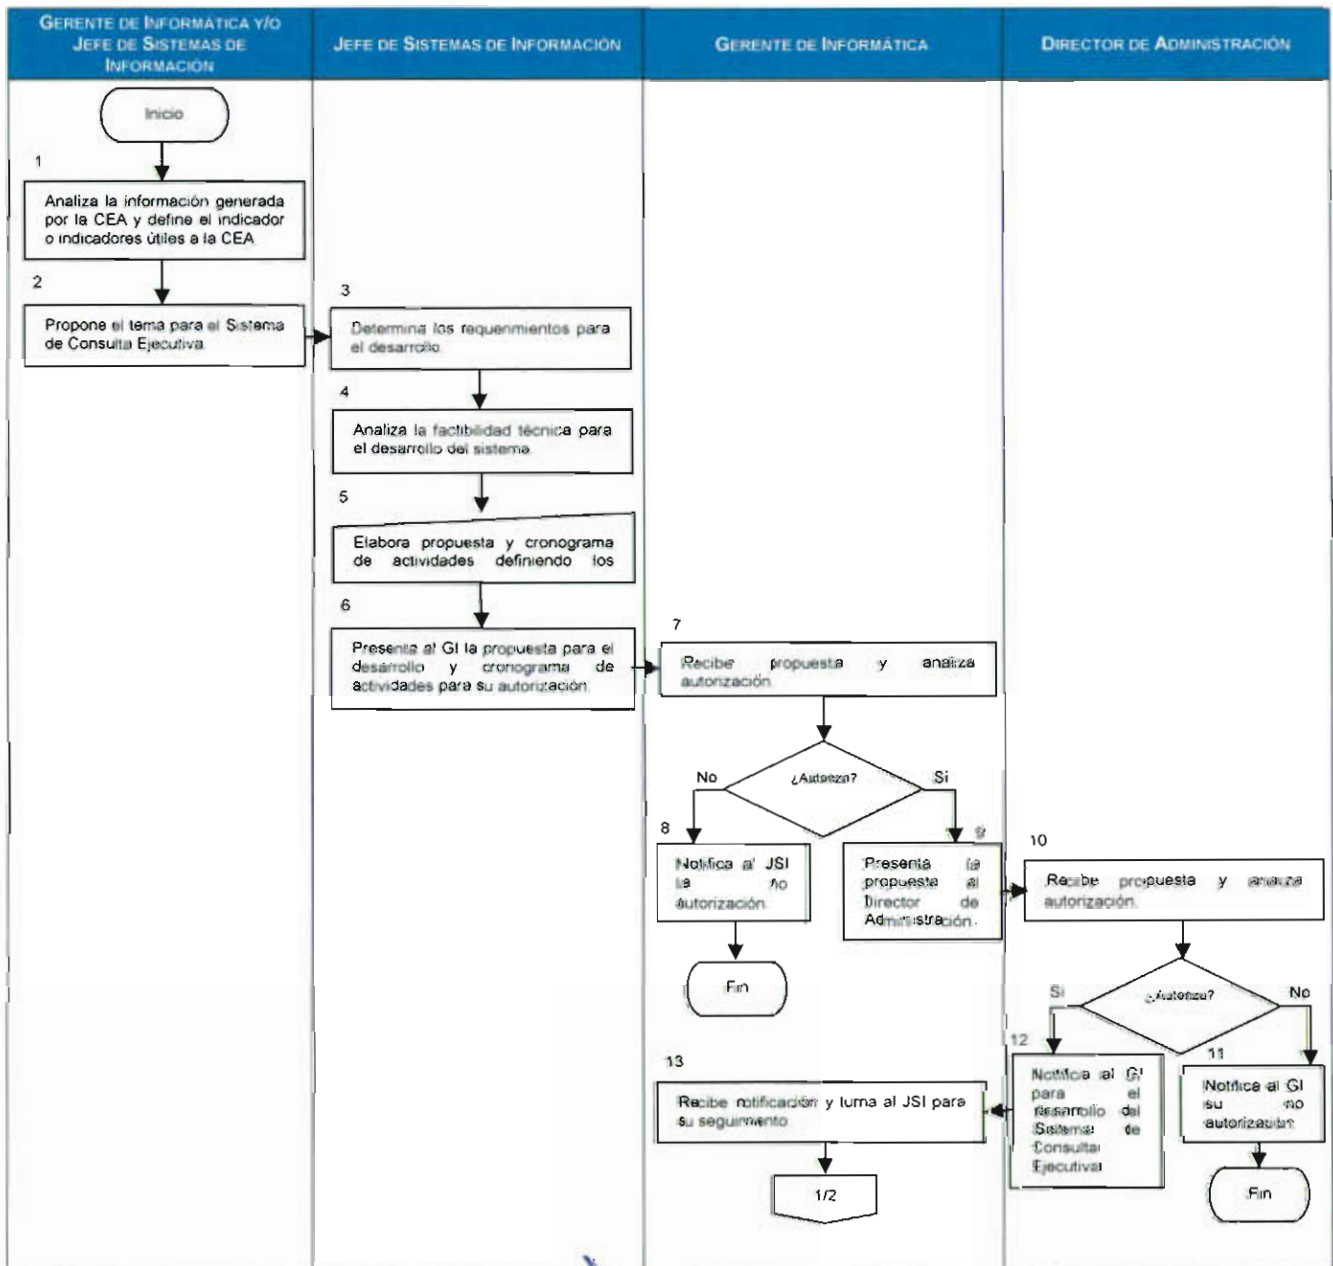 GERENTE DE INFORMÁTICA Y/O
JEFE DE SISTEMAS DE
INFORMACIÓN
JEFE DE SISTEMAS DE INFORMACIÓN
GERENTE DE INFORMÁTICA
DIRECTOR DE ADMINISTRACIÓN
Inicio
1
Analiza la información generada
por la CEA y define el indicador
o indicadores útiles a la CEA
2
Propone el tema para el Sistema
de Consulta Ejecutiva.
3
Determina los requerimientos para
el desarrollo.
4
Analiza la factibilidad técnica para
el desarrollo del sistema.
5
Elabora propuesta y cronograma
de actividades definiendo los
6
Presenta al GI la propuesta para el
desarrollo y cronograma de
actividades para su autorización.
7
Recibe propuesta y analiza
autorización.
¿Autoriza?
No
Si
8
Notifica al JSI
la no
autorización
Fin
9
Presenta la
propuesta al
Director de
Administración.
10
Recibe propuesta y analiza
autorización.
¿Autoriza?
Si
No
12
Notifica al GI
para el
desarrollo del
Sistema de
Consulta
Ejecutiva
11
Notifica al GI
su no
autorización
Fin
13
Recibe notificación y turna al JSI para
su seguimiento
1/2